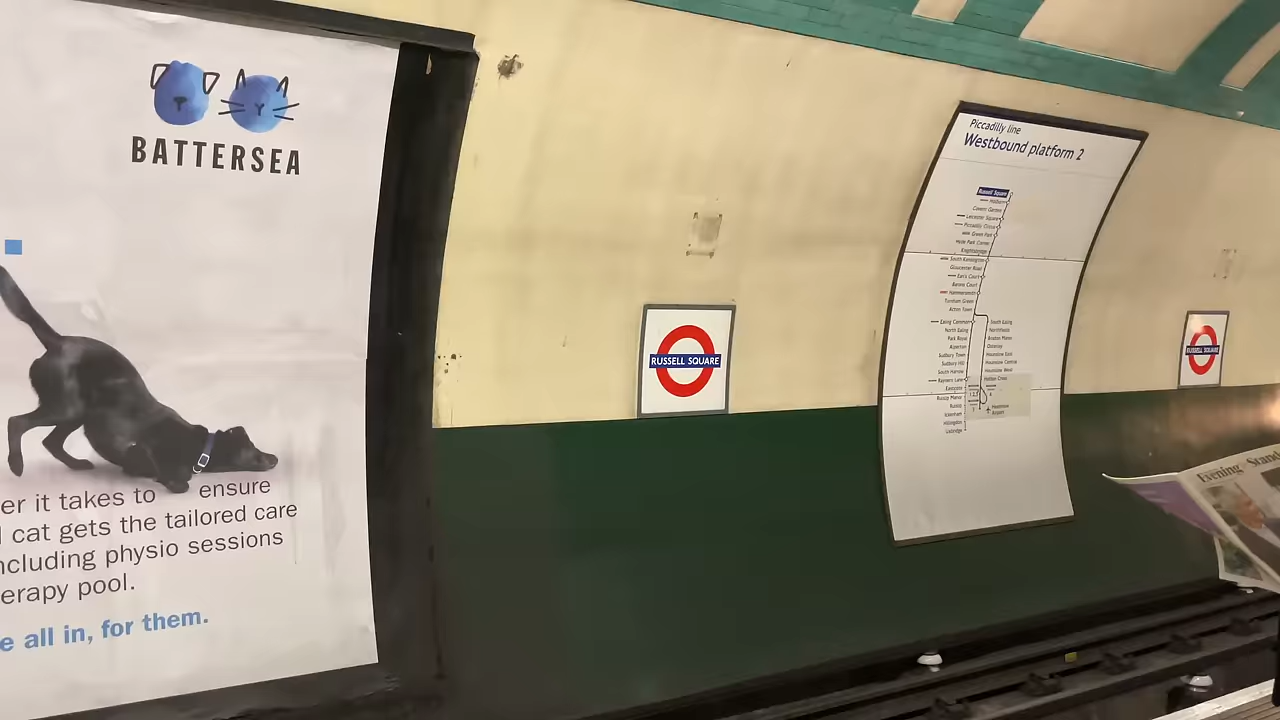 BATTERSEA
er it takes to ensure
cat gets the tailored care
ncluding physio sessions
erapy pool.
e all in, for them.
RUSSELL SQUARE
Piccadilly line
Westbound platform 2
Russell Square
Holborn
Covent Garden
Leicester Square
Piccadilly Circus
Green Park
Hyde Park Corner
Knightsbridge
South Kensington
Gloucester Road
Earl's Court
Barons Court
Hammersmith
Turnham Green
Acton Town
Ealing Common
North Ealing
Park Royal
Alperton
Sudbury Town
Sudbury Hill
South Harrow
Rayners Lane
Eastcote
Ruislip Manor
Ruislip
Ickenham
Hillingdon
Uxbridge
South Ealing
Northfields
Boston Manor
Osterley
Hounslow East
Hounslow Central
Hounslow West
Hatton Cross
Heathrow
Airport
RUSSELL SQUARE
Evening Stand